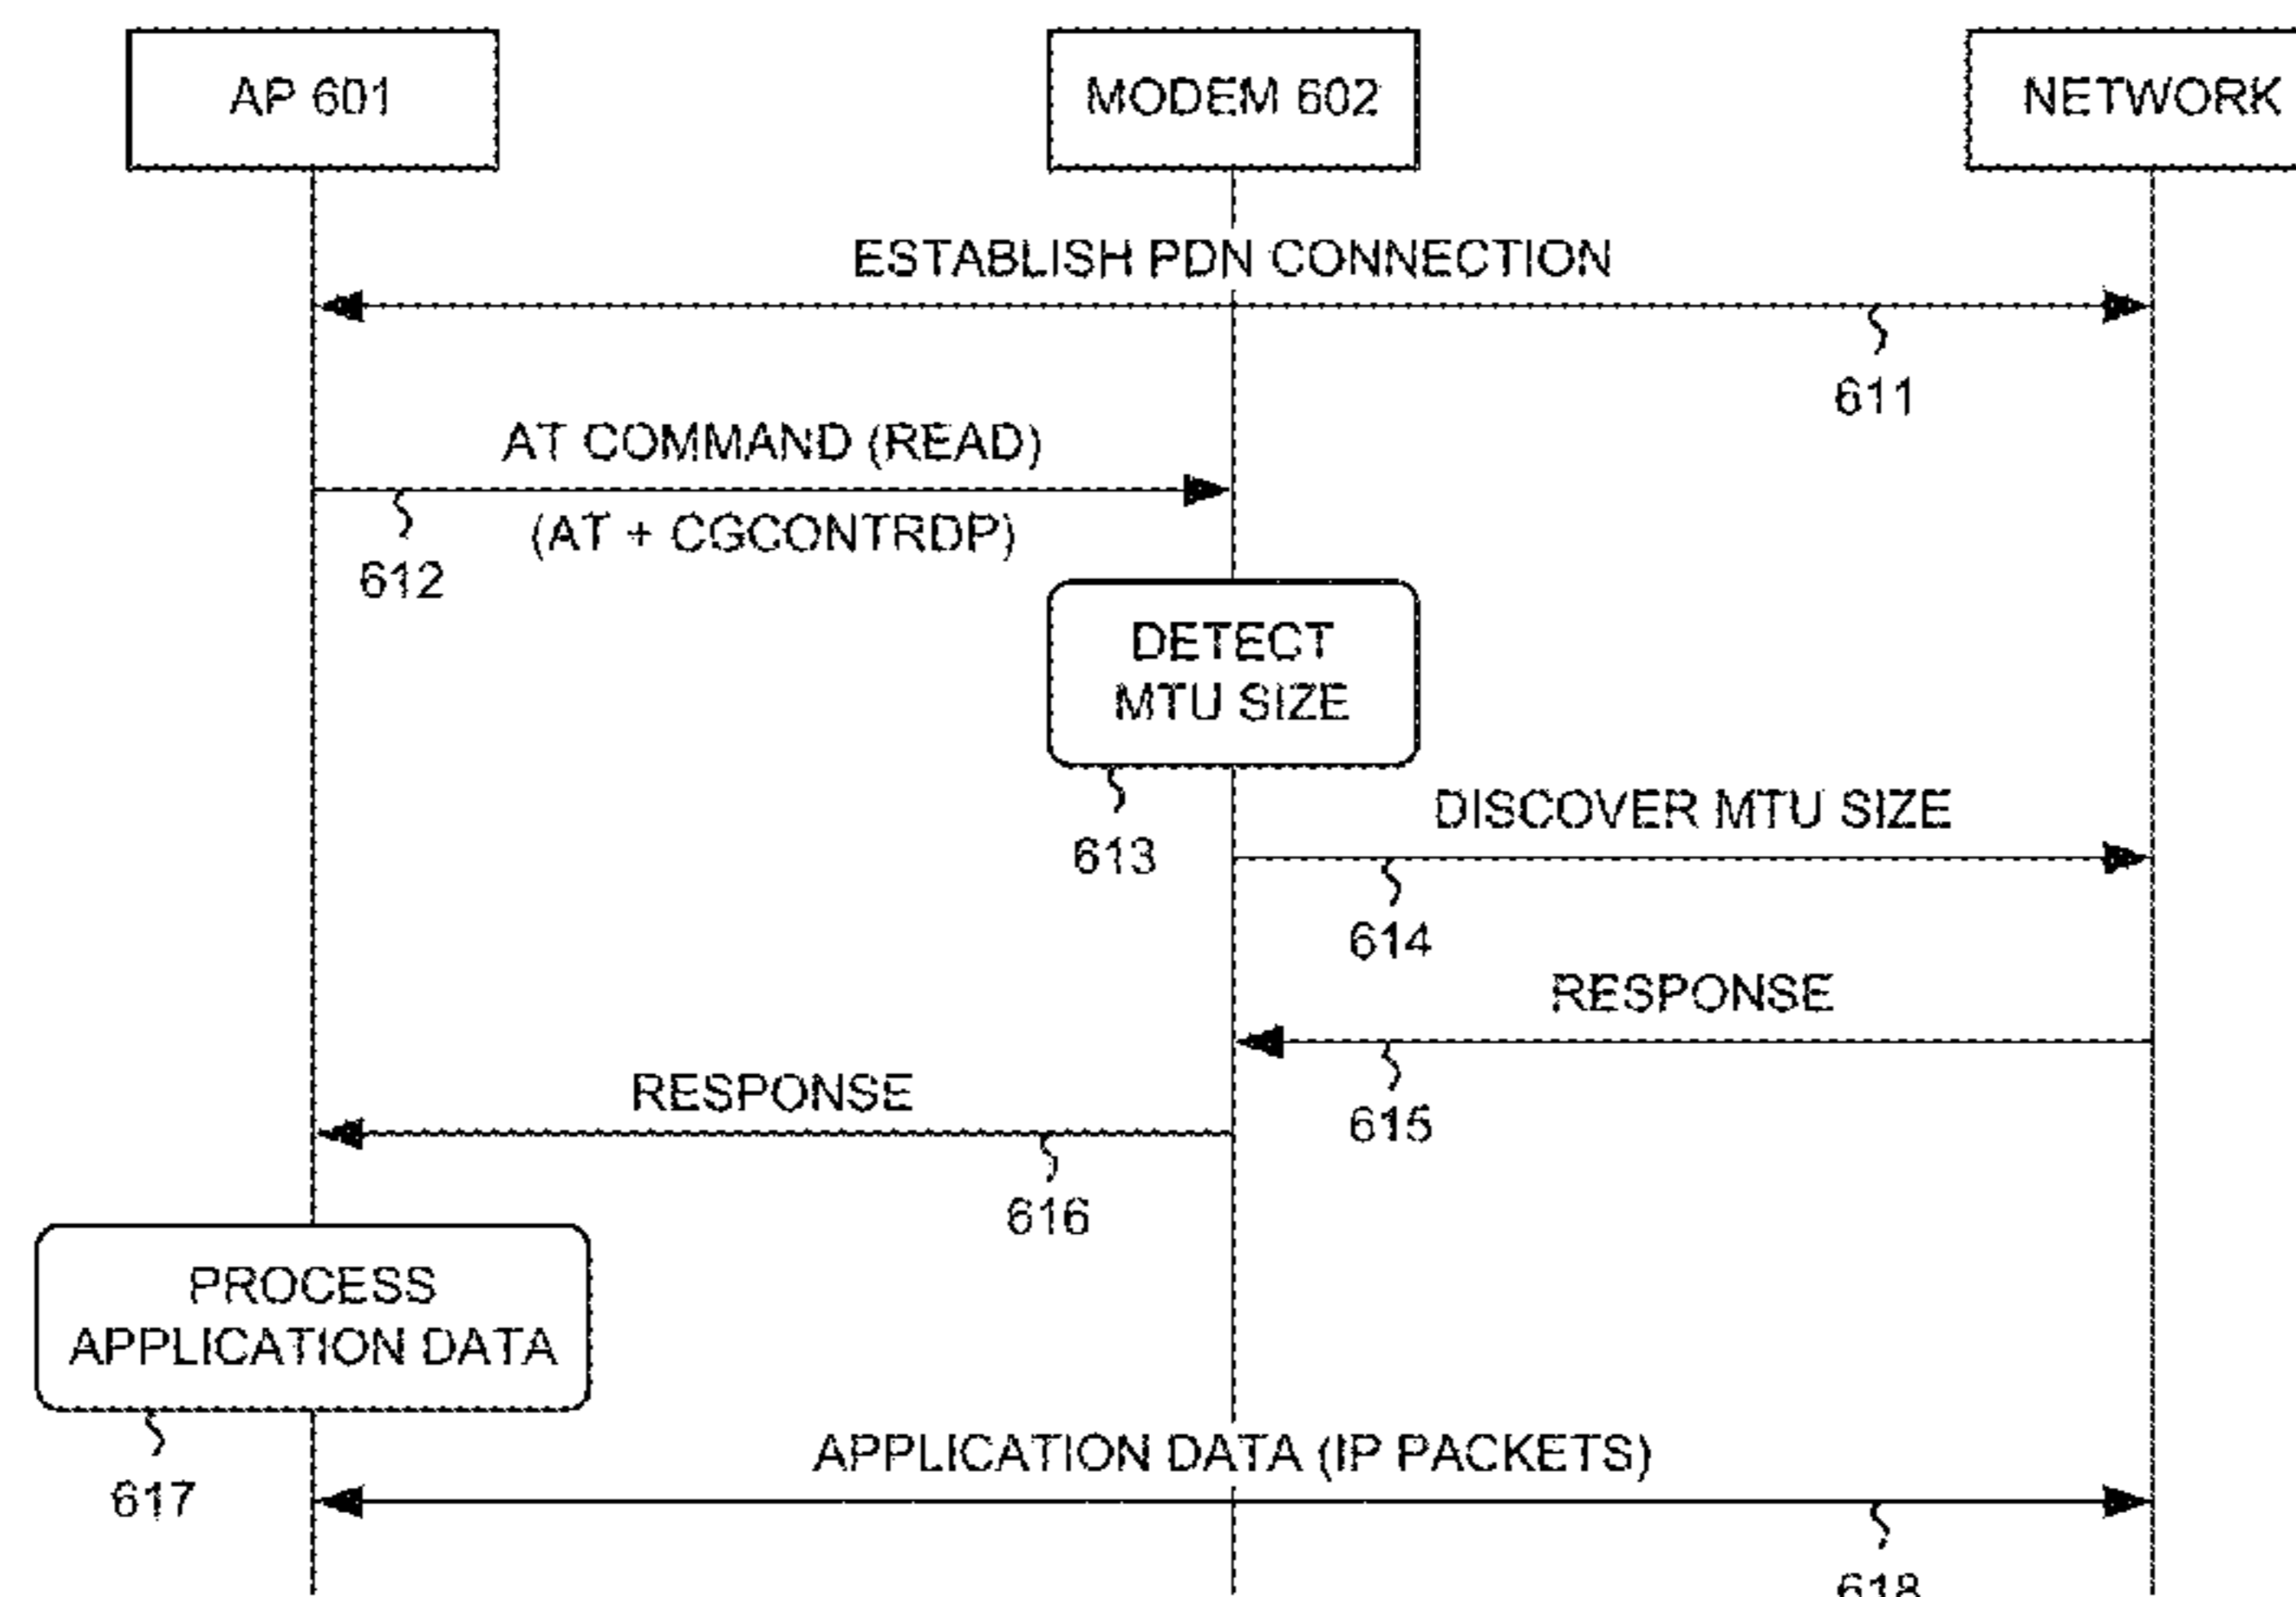 AP 601
MODEM 602
NETWORK
ESTABLISH PDN CONNECTION
611
AT COMMAND (READ)
(AT + CGCONTRDP)
612
DETECT
MTU SIZE
613
DISCOVER MTU SIZE
614
RESPONSE
615
RESPONSE
616
PROCESS
APPLICATION DATA
617
APPLICATION DATA (IP PACKETS)
618